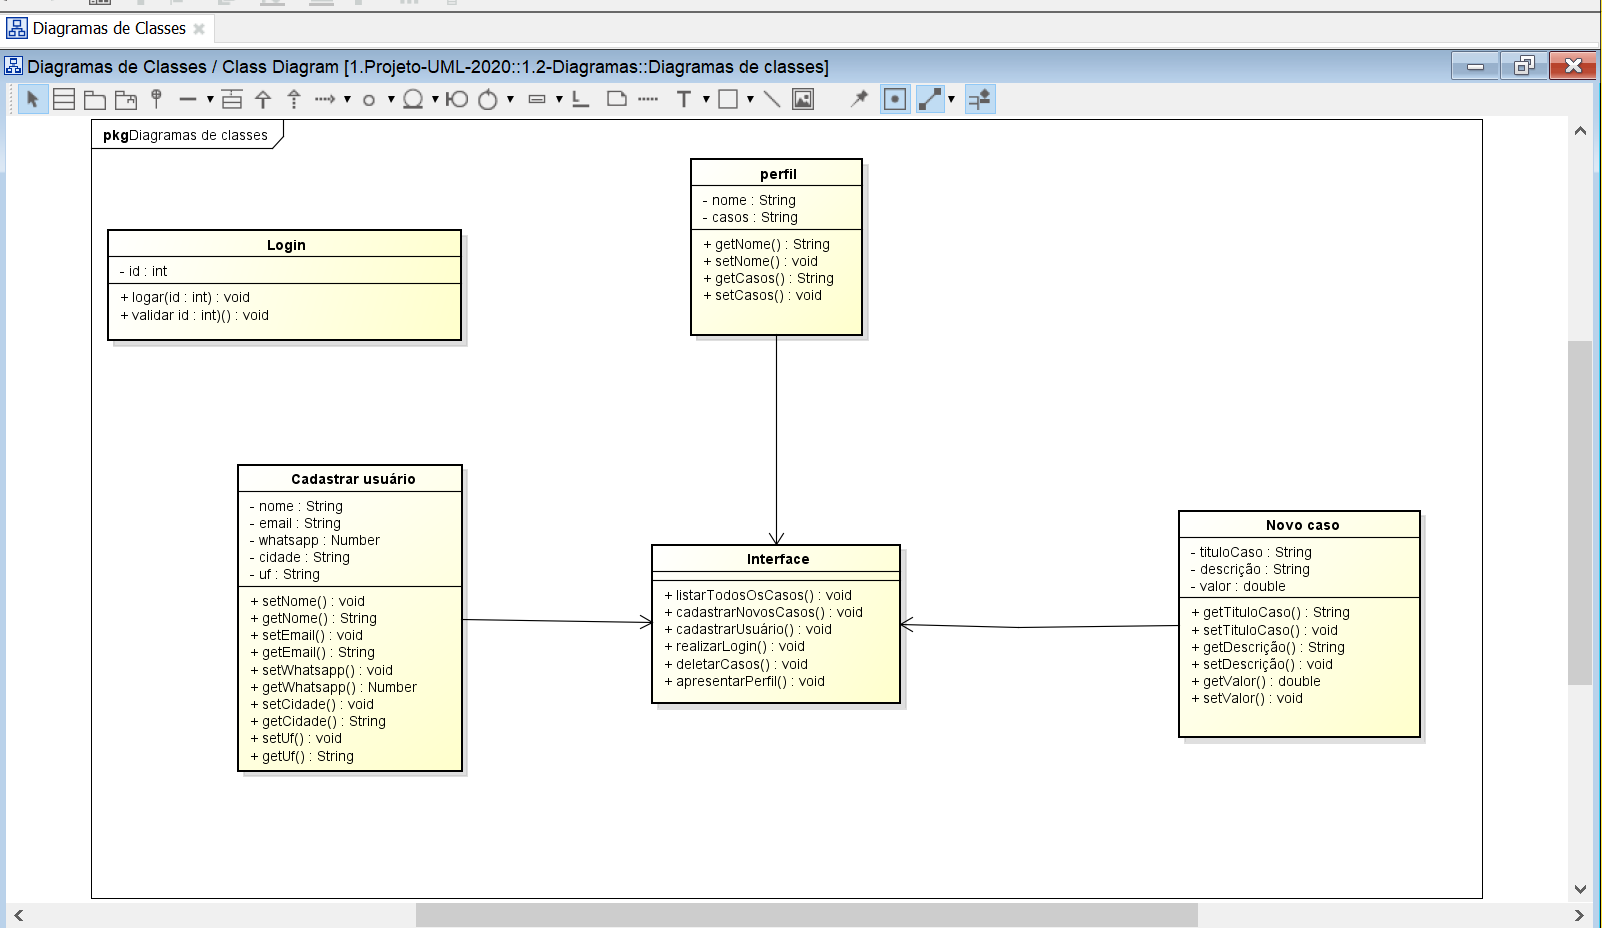 Diagramas de Classes
Diagramas de Classes / Class Diagram [1.Projeto-UML-2020::1.2-Diagramas::Diagramas de classes]
T
pkgDiagramas de classes
perfil
- nome : String
- casos : String
+ getNome() : String
+ setNome() : void
+ getCasos() : String
+ setCasos() : void
Login
- id : int
+ logar(id : int) : void
+ validar id : int)() : void
Cadastrar usuário
- nome : String
- email : String
- whatsapp : Number
- cidade : String
- uf : String
+ setNome() : void
+ getNome() : String
+ setEmail() : void
+ getEmail() : String
+ setWhatsapp() : void
+ getWhatsapp() : Number
+ setCidade() : void
+ getCidade() : String
+ setUf() : void
+ getUf() : String
Interface
+ listarTodosOsCasos() : void
+ cadastrarNovosCasos() : void
+ cadastrarUsuário() : void
+ realizarLogin() : void
+ deletarCasos() : void
+ apresentarPerfil() : void
Novo caso
- tituloCaso : String
- descrição : String
- valor : double
+ getTituloCaso() : String
+ setTituloCaso() : void
+ getDescrição() : String
+ setDescrição() : void
+ getValor() : double
+ setValor() : void